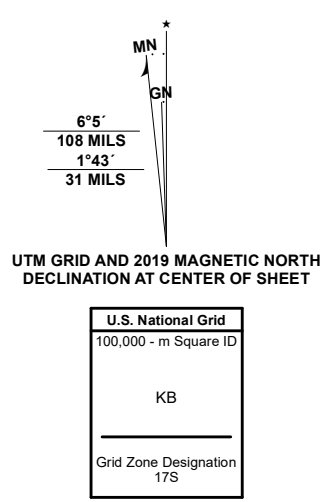 MN
GN
6°5´
108 MILS
1°43´
31 MILS
UTM GRID AND 2019 MAGNETIC NORTH
DECLINATION AT CENTER OF SHEET
U.S. National Grid
100,000 - m Square ID
KB
Grid Zone Designation
17S